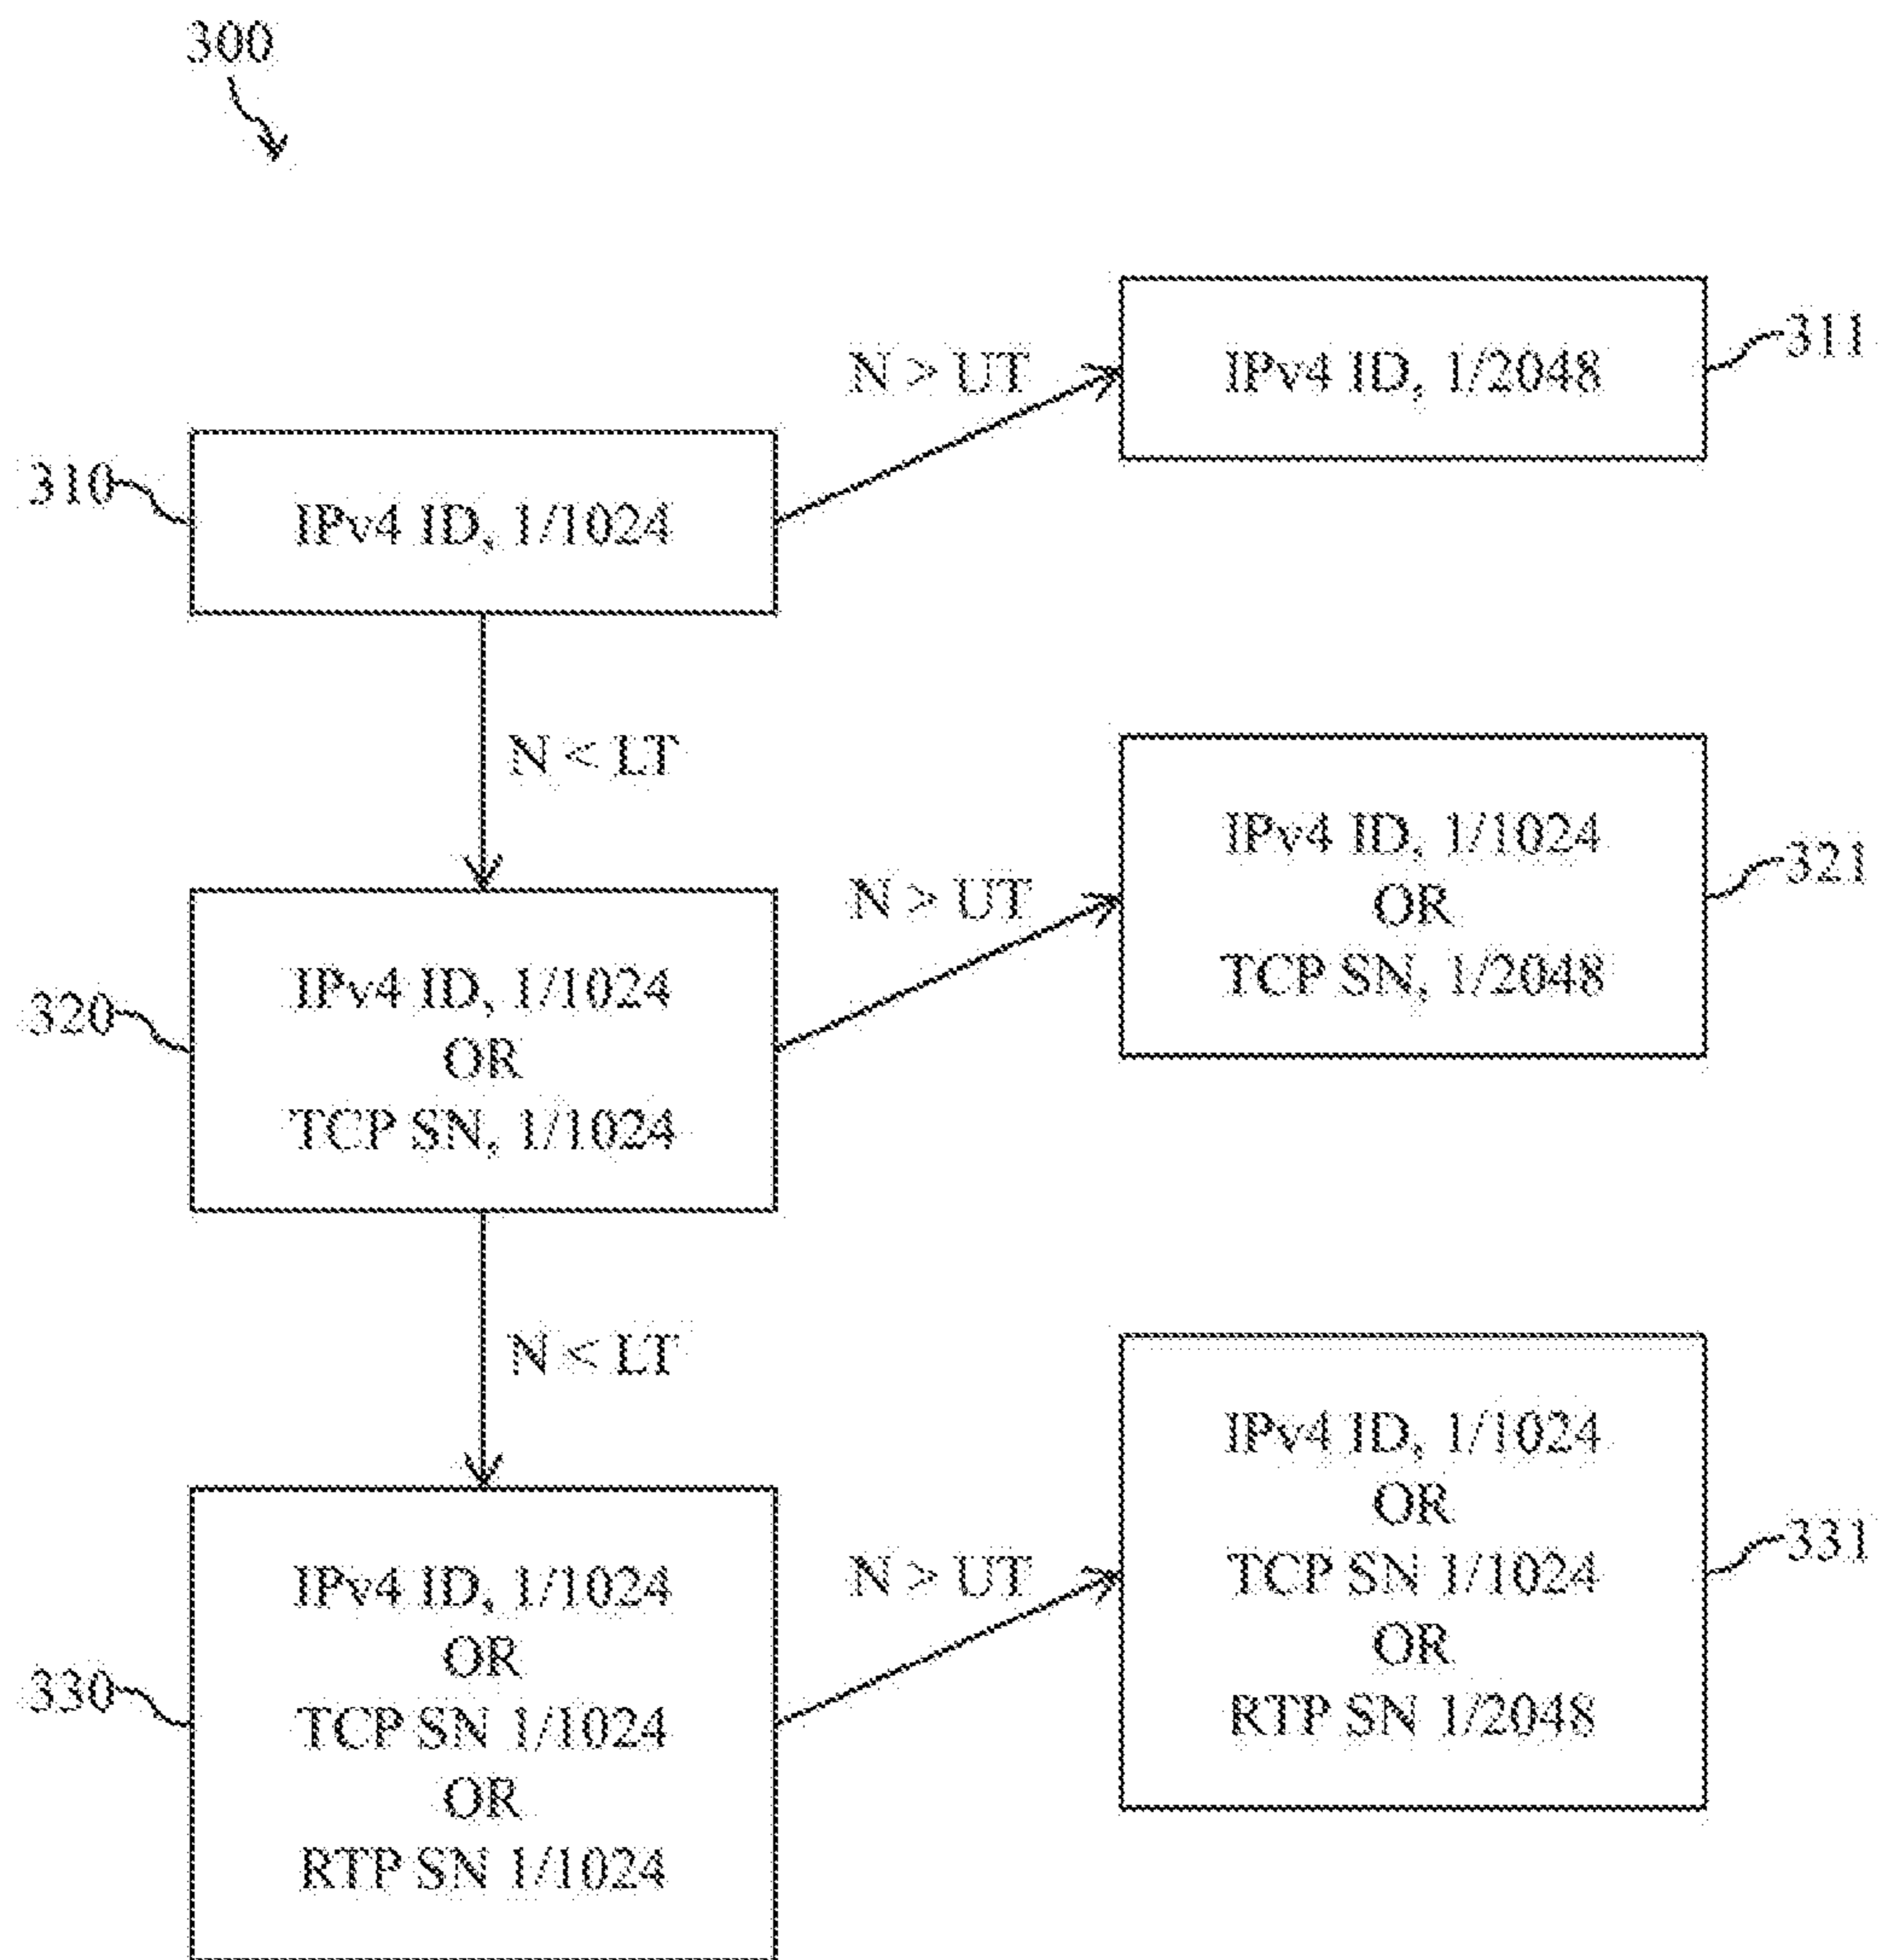 300
N > UT
IPv4 ID, 1/2048
311
310
IPv4 ID, 1/1024
N < LT
N > UT
IPv4 ID, 1/1024
OR
TCP SN, 1/2048
321
320
IPv4 ID, 1/1024
OR
TCP SN, 1/1024
N < LT
N > UT
IPv4 ID, 1/1024
OR
TCP SN 1/1024
OR
RTP SN 1/2048
331
330
IPv4 ID, 1/1024
OR
TCP SN 1/1024
OR
RTP SN 1/1024